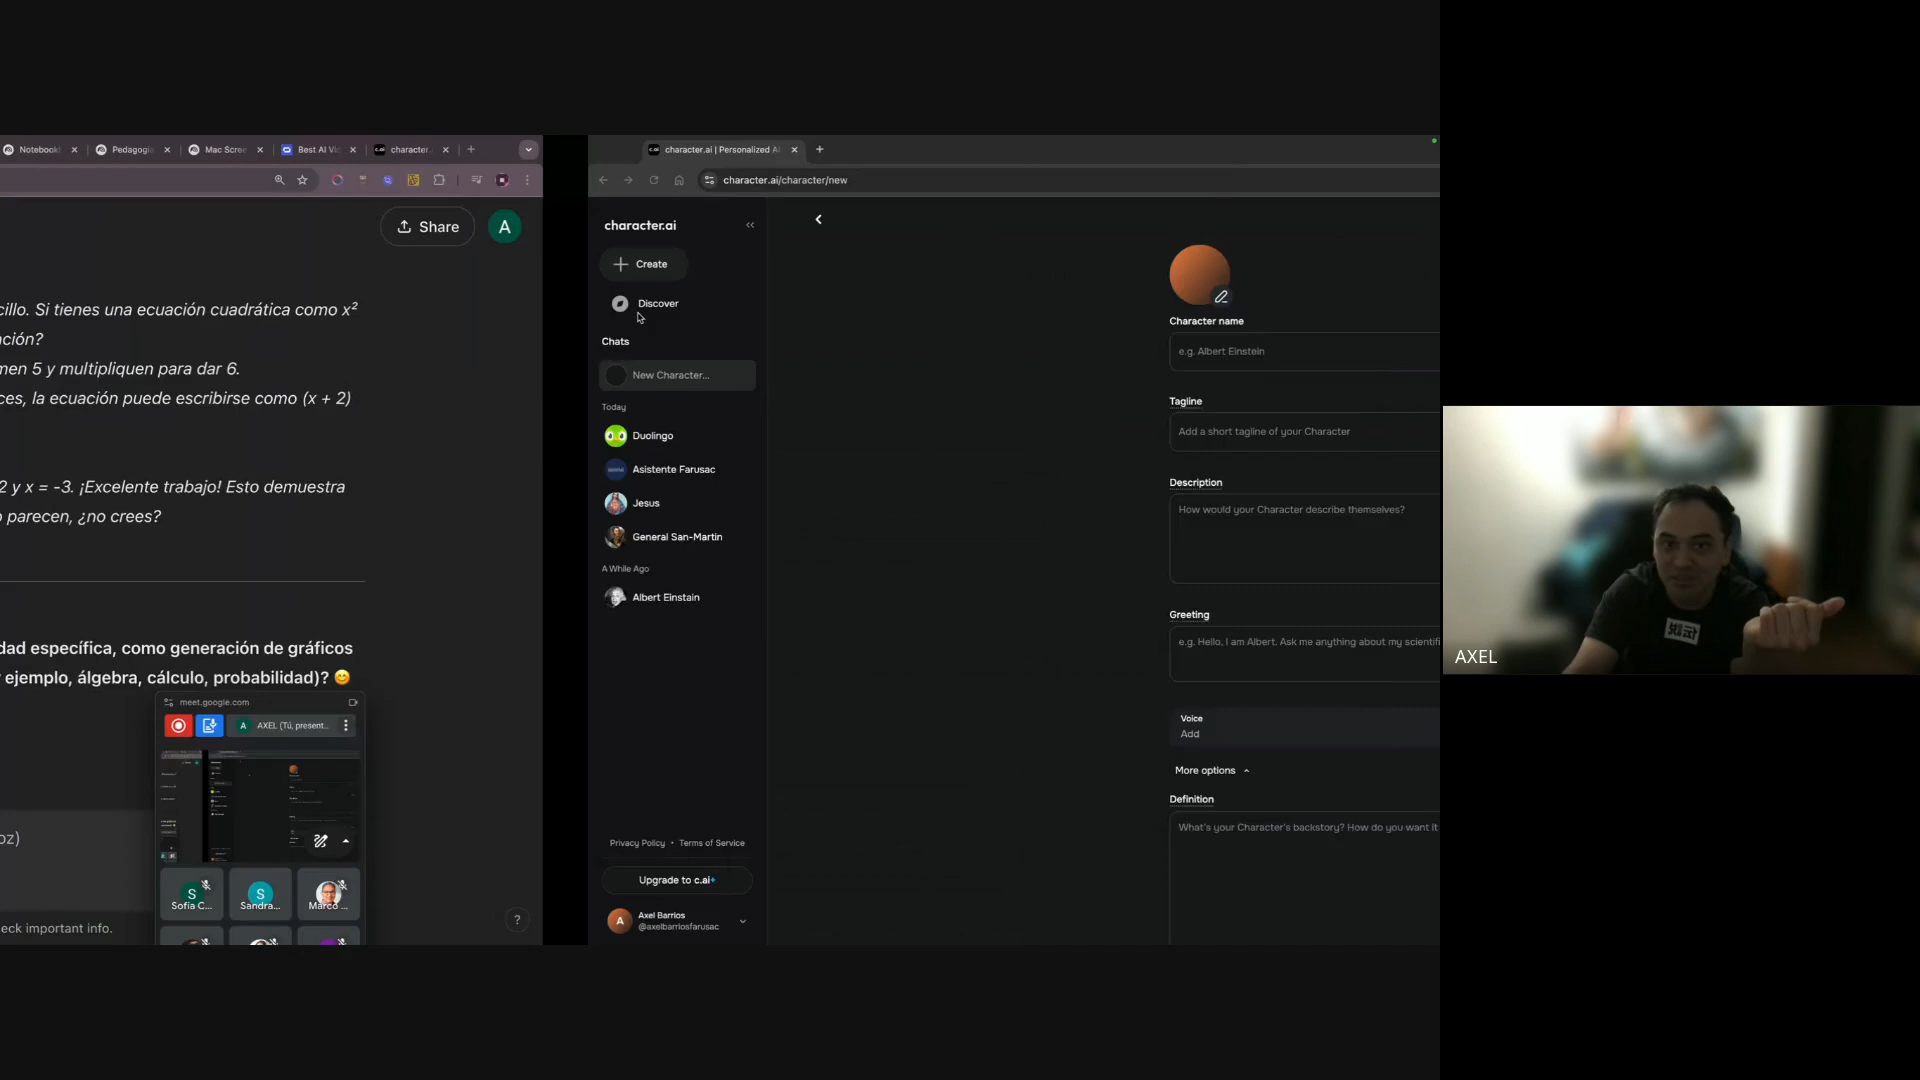 Notebook
Pedagogía
Mac Scree
Best AI Vi
character.
Share
A
cillo. Si tienes una ecuación cuadrática como x²
ación?
men 5 y multipliquen para dar 6.
ces, la ecuación puede escribirse como (x + 2)
2 y x = -3. ¡Excelente trabajo! Esto demuestra
o parecen, ¿no crees?
dad específica, como generación de gráficos
r ejemplo, álgebra, cálculo, probabilidad)? 😊
meet.google.com
A AXEL (Tú, present...
S
Sofía C...
S
Sandra...
Marco ...
oz)
eck important info.
?
character.ai | Personalized AI
character.ai/character/new
character.ai
Create
Discover
Chats
New Character...
Today
Duolingo
Asistente Farusac
Jesus
General San-Martin
A While Ago
Albert Einstain
Privacy Policy • Terms of Service
Upgrade to c.ai+
A
Axel Barrios
@axelbarriosfarusac
Character name
e.g. Albert Einstein
Tagline
Add a short tagline of your Character
Description
How would your Character describe themselves?
Greeting
e.g. Hello, I am Albert. Ask me anything about my scientifi
Voice
Add
More options
Definition
What's your Character's backstory? How do you want it
AXEL